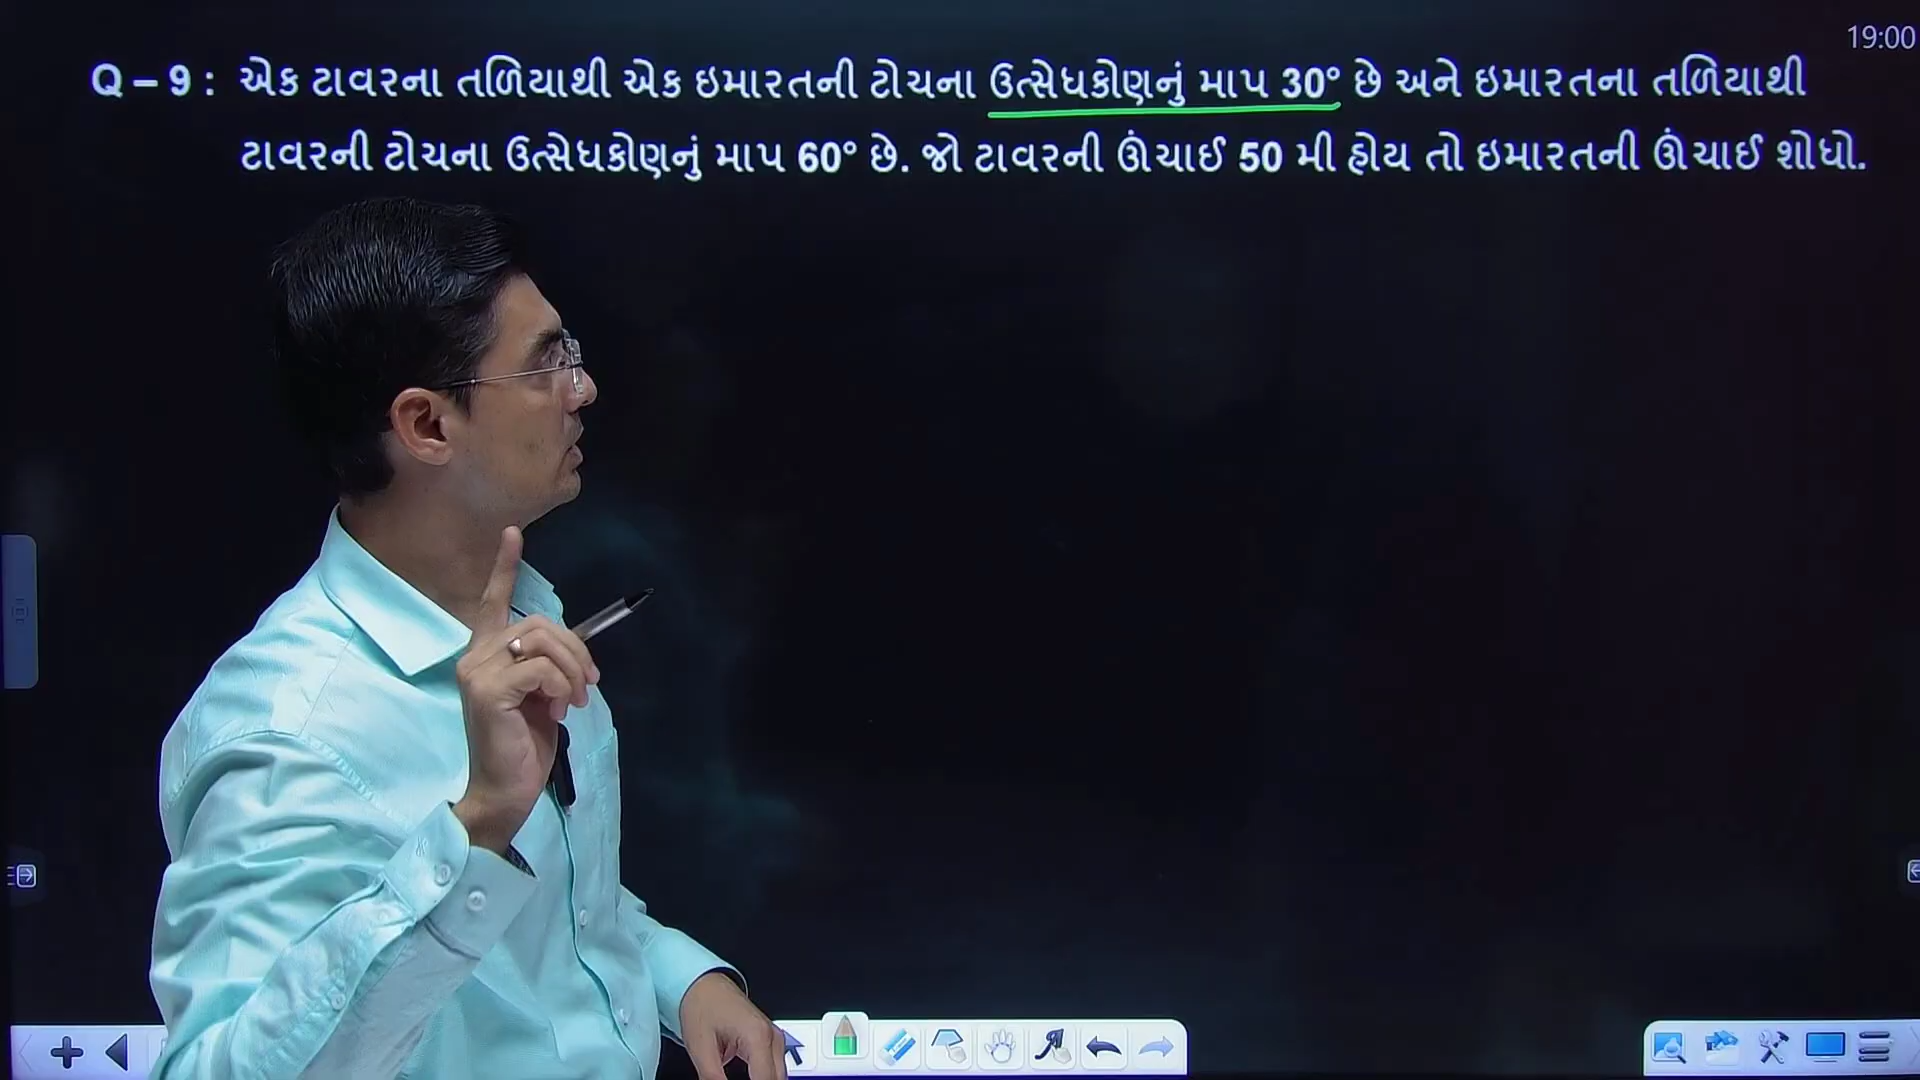 19:00
Q – 9 : એક ટાવરના તળિયાથી એક ઇમારતની ટોચના ઉત્સેધકોણનું માપ 30° છે અને ઇમારતના તળિયાથી
ટાવરની ટોચના ઉત્સેધકોણનું માપ 60° છે. જો ટાવરની ઊંચાઈ 50 મી હોય તો ઇમારતની ઊંચાઈ શોધો.